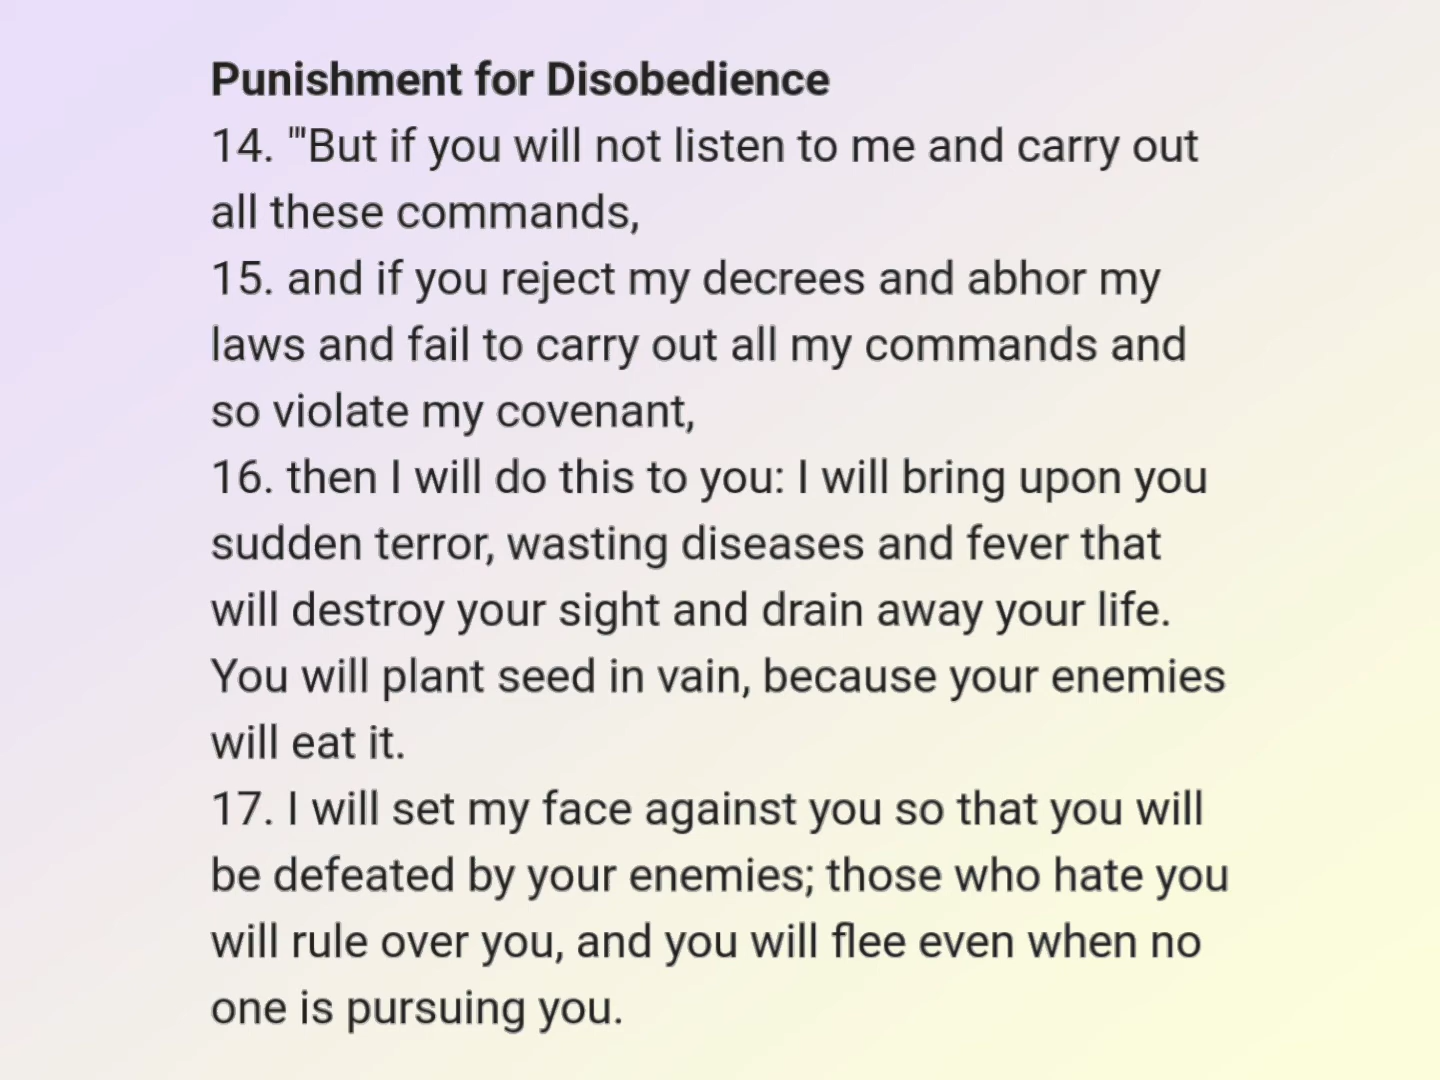 Punishment for Disobedience
14. "'But if you will not listen to me and carry out
all these commands,
15. and if you reject my decrees and abhor my
laws and fail to carry out all my commands and
so violate my covenant,
16. then I will do this to you: I will bring upon you
sudden terror, wasting diseases and fever that
will destroy your sight and drain away your life.
You will plant seed in vain, because your enemies
will eat it.
17. I will set my face against you so that you will
be defeated by your enemies; those who hate you
will rule over you, and you will flee even when no
one is pursuing you.